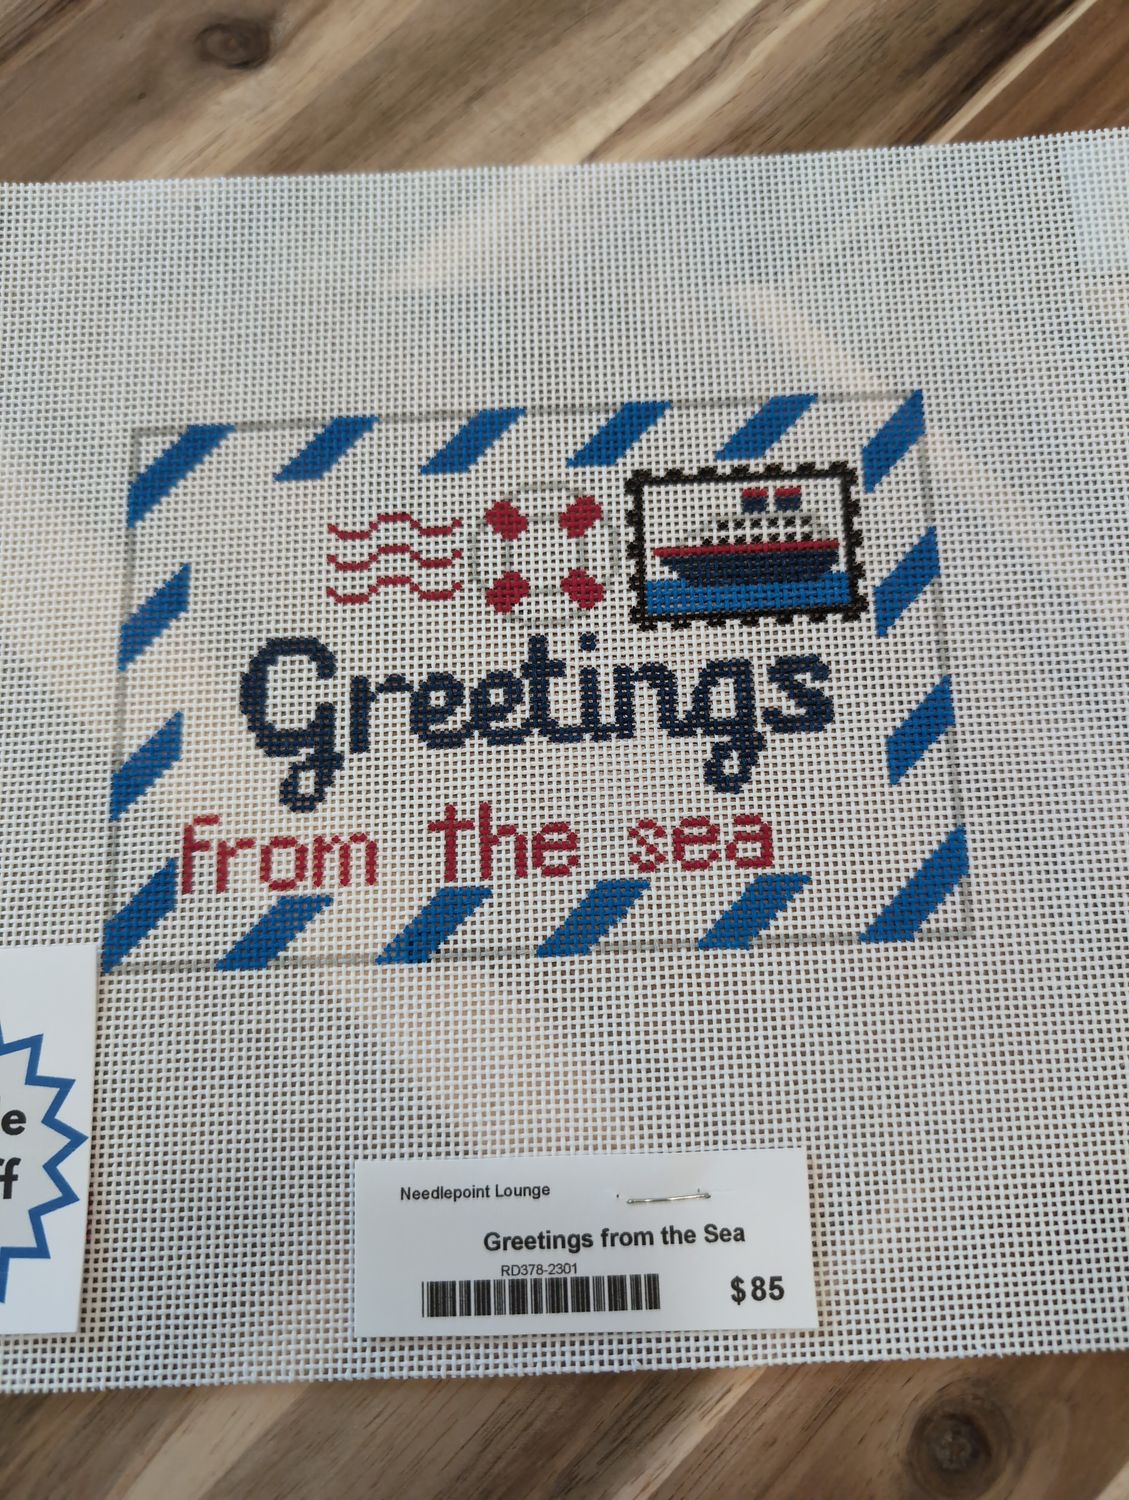 Greetings
from the sea
Needlepoint Lounge
Greetings from the Sea
RD378-2301
$85